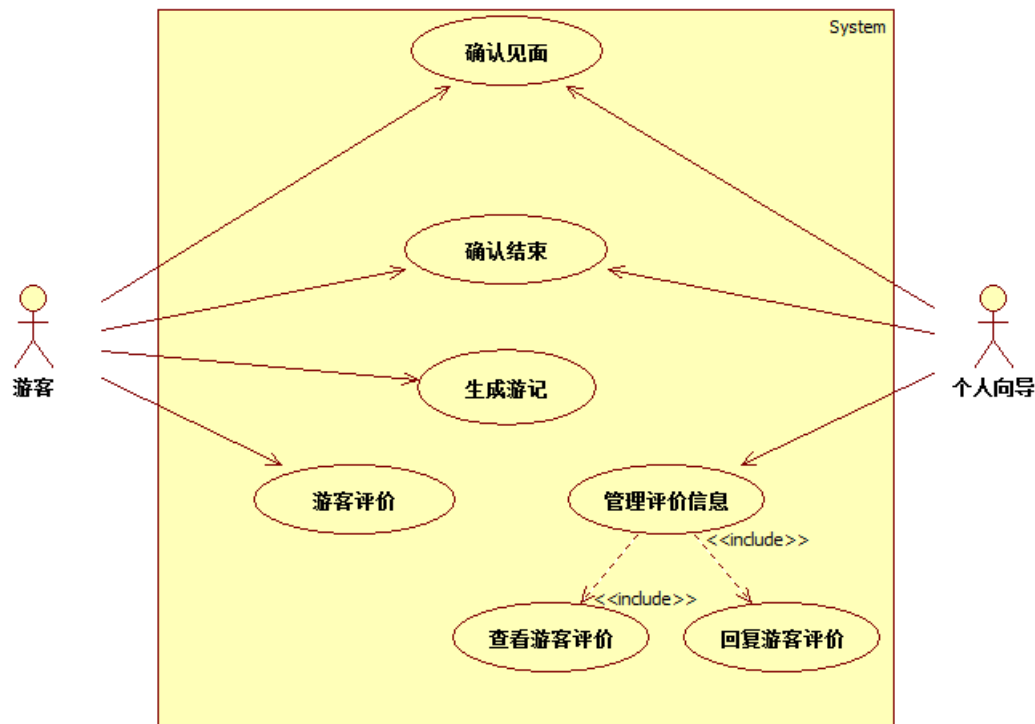 System
确认见面
确认结束
游客
个人向导
生成游记
游客评价
管理评价信息
<<include>>
<<include>>
查看游客评价
回复游客评价